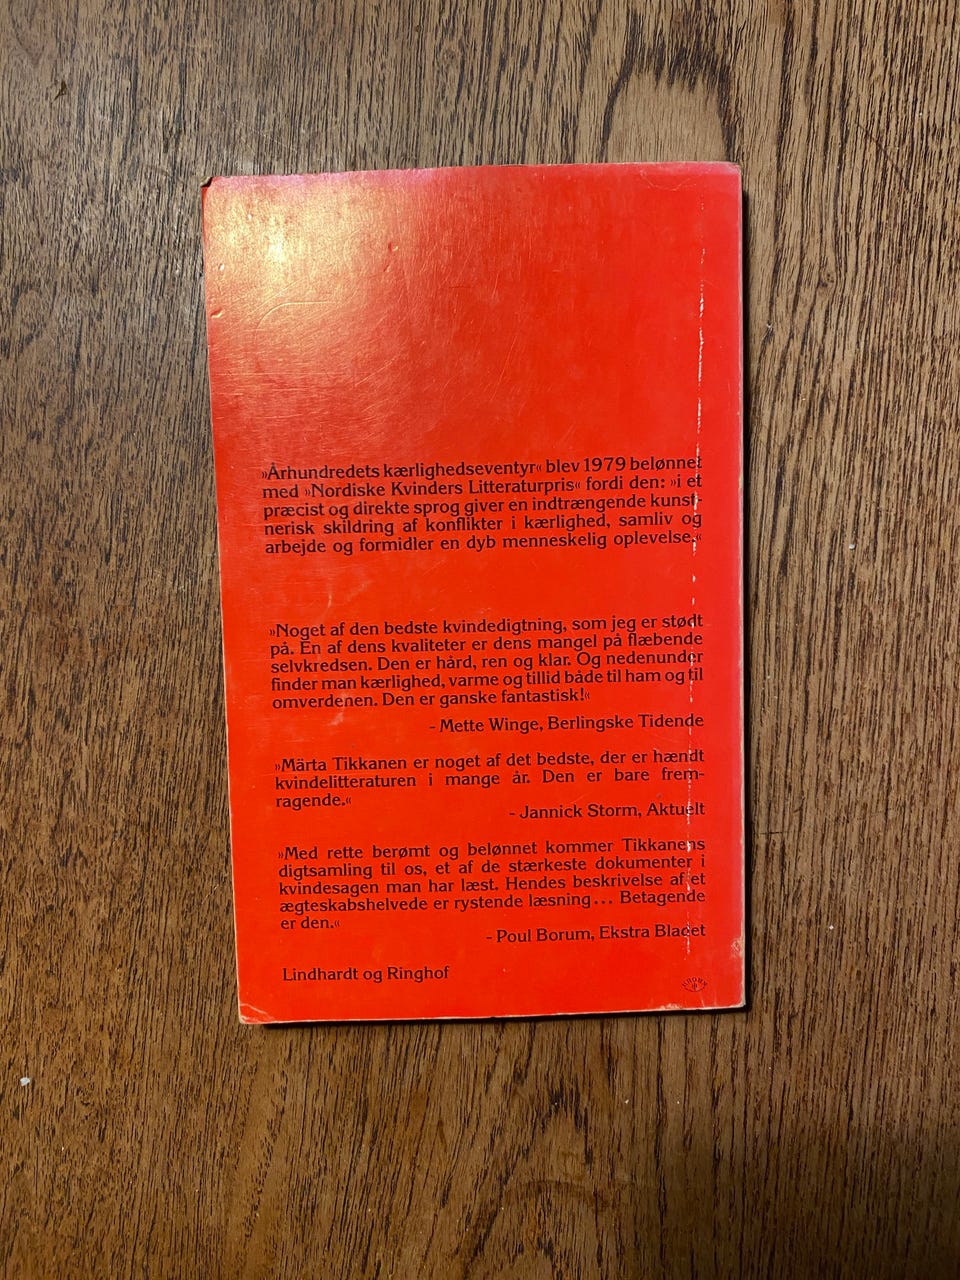 »Århundredets kærlighedseventyr« blev 1979 belønnet
med »Nordiske Kvinders Litteraturpris« fordi den: »i et
præcist og direkte sprog giver en indtrængende kunst-
nerisk skildring af konflikter i kærlighed, samliv og
arbejde og formidler en dyb menneskelig oplevelse.«
»Noget af den bedste kvindedigtning, som jeg er stødt
på. En af dens kvaliteter er dens mangel på flæbende
selvkredsen. Den er hård, ren og klar. Og nedenunder
finder man kærlighed, varme og tillid både til ham og til
omverdenen. Den er ganske fantastisk!«
- Mette Winge, Berlingske Tidende
»Märta Tikkanen er noget af det bedste, der er hændt
kvindelitteraturen i mange år. Den er bare frem-
ragende.«
- Jannick Storm, Aktuelt
»Med rette berømt og belønnet kommer Tikkanens
digtsamling til os, et af de stærkeste dokumenter i
kvindesagen man har læst. Hendes beskrivelse af et
ægteskabshelvede er rystende læsning... Betagende
er den.«
- Poul Borum, Ekstra Bladet
Lindhardt og Ringhof